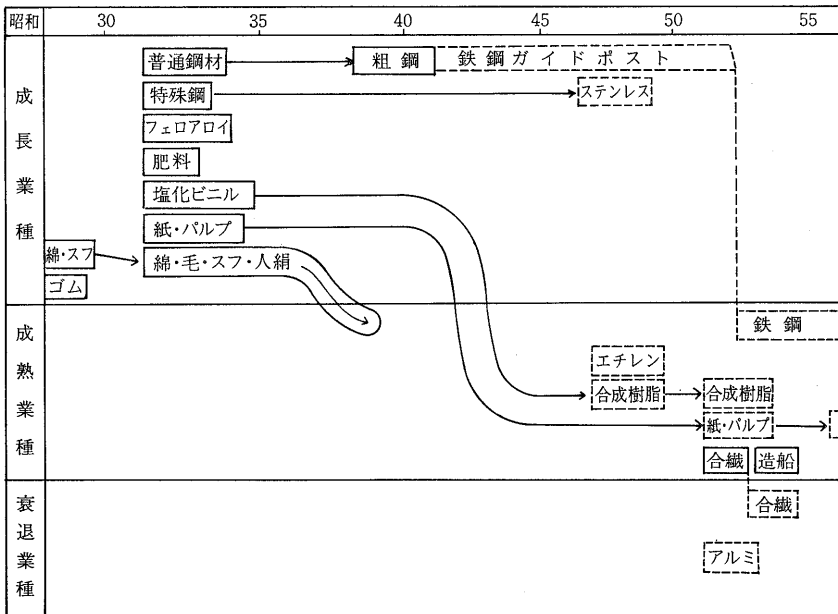 昭和 30 35 40 45 50 55
成長業種
普通鋼材 粗鋼 鉄鋼ガイドポスト
特殊鋼 ステンレス
フェロアロイ
肥料
塩化ビニル
紙・パルプ
綿・スフ 綿・毛・スフ・人絹
ゴム
成熟業種
鉄鋼
エチレン
合成樹脂 合成樹脂
紙・パルプ
合繊 造船
衰退業種
合繊
アルミ